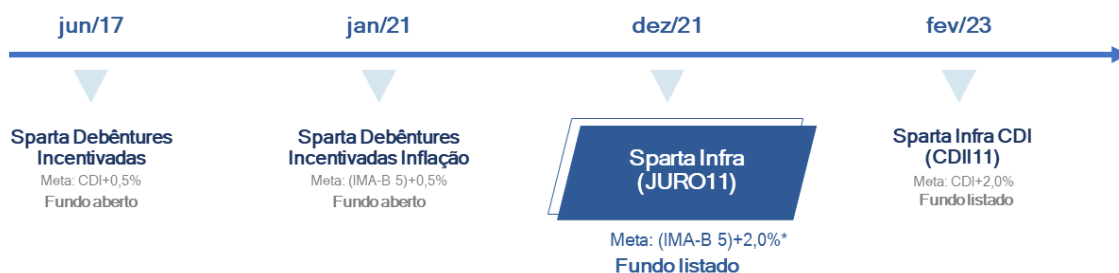 jun/17
jan/21
dez/21
fev/23
Sparta Debêntures
Incentivadas
Meta: CDI+0,5%
Fundo aberto
Sparta Debêntures
Incentivadas Inflação
Meta: (IMA-B 5)+0,5%
Fundo aberto
Sparta Infra
(JURO11)
Meta: (IMA-B 5)+2,0%*
Fundo listado
Sparta Infra CDI
(CDII11)
Meta: CDI+2,0%
Fundo listado